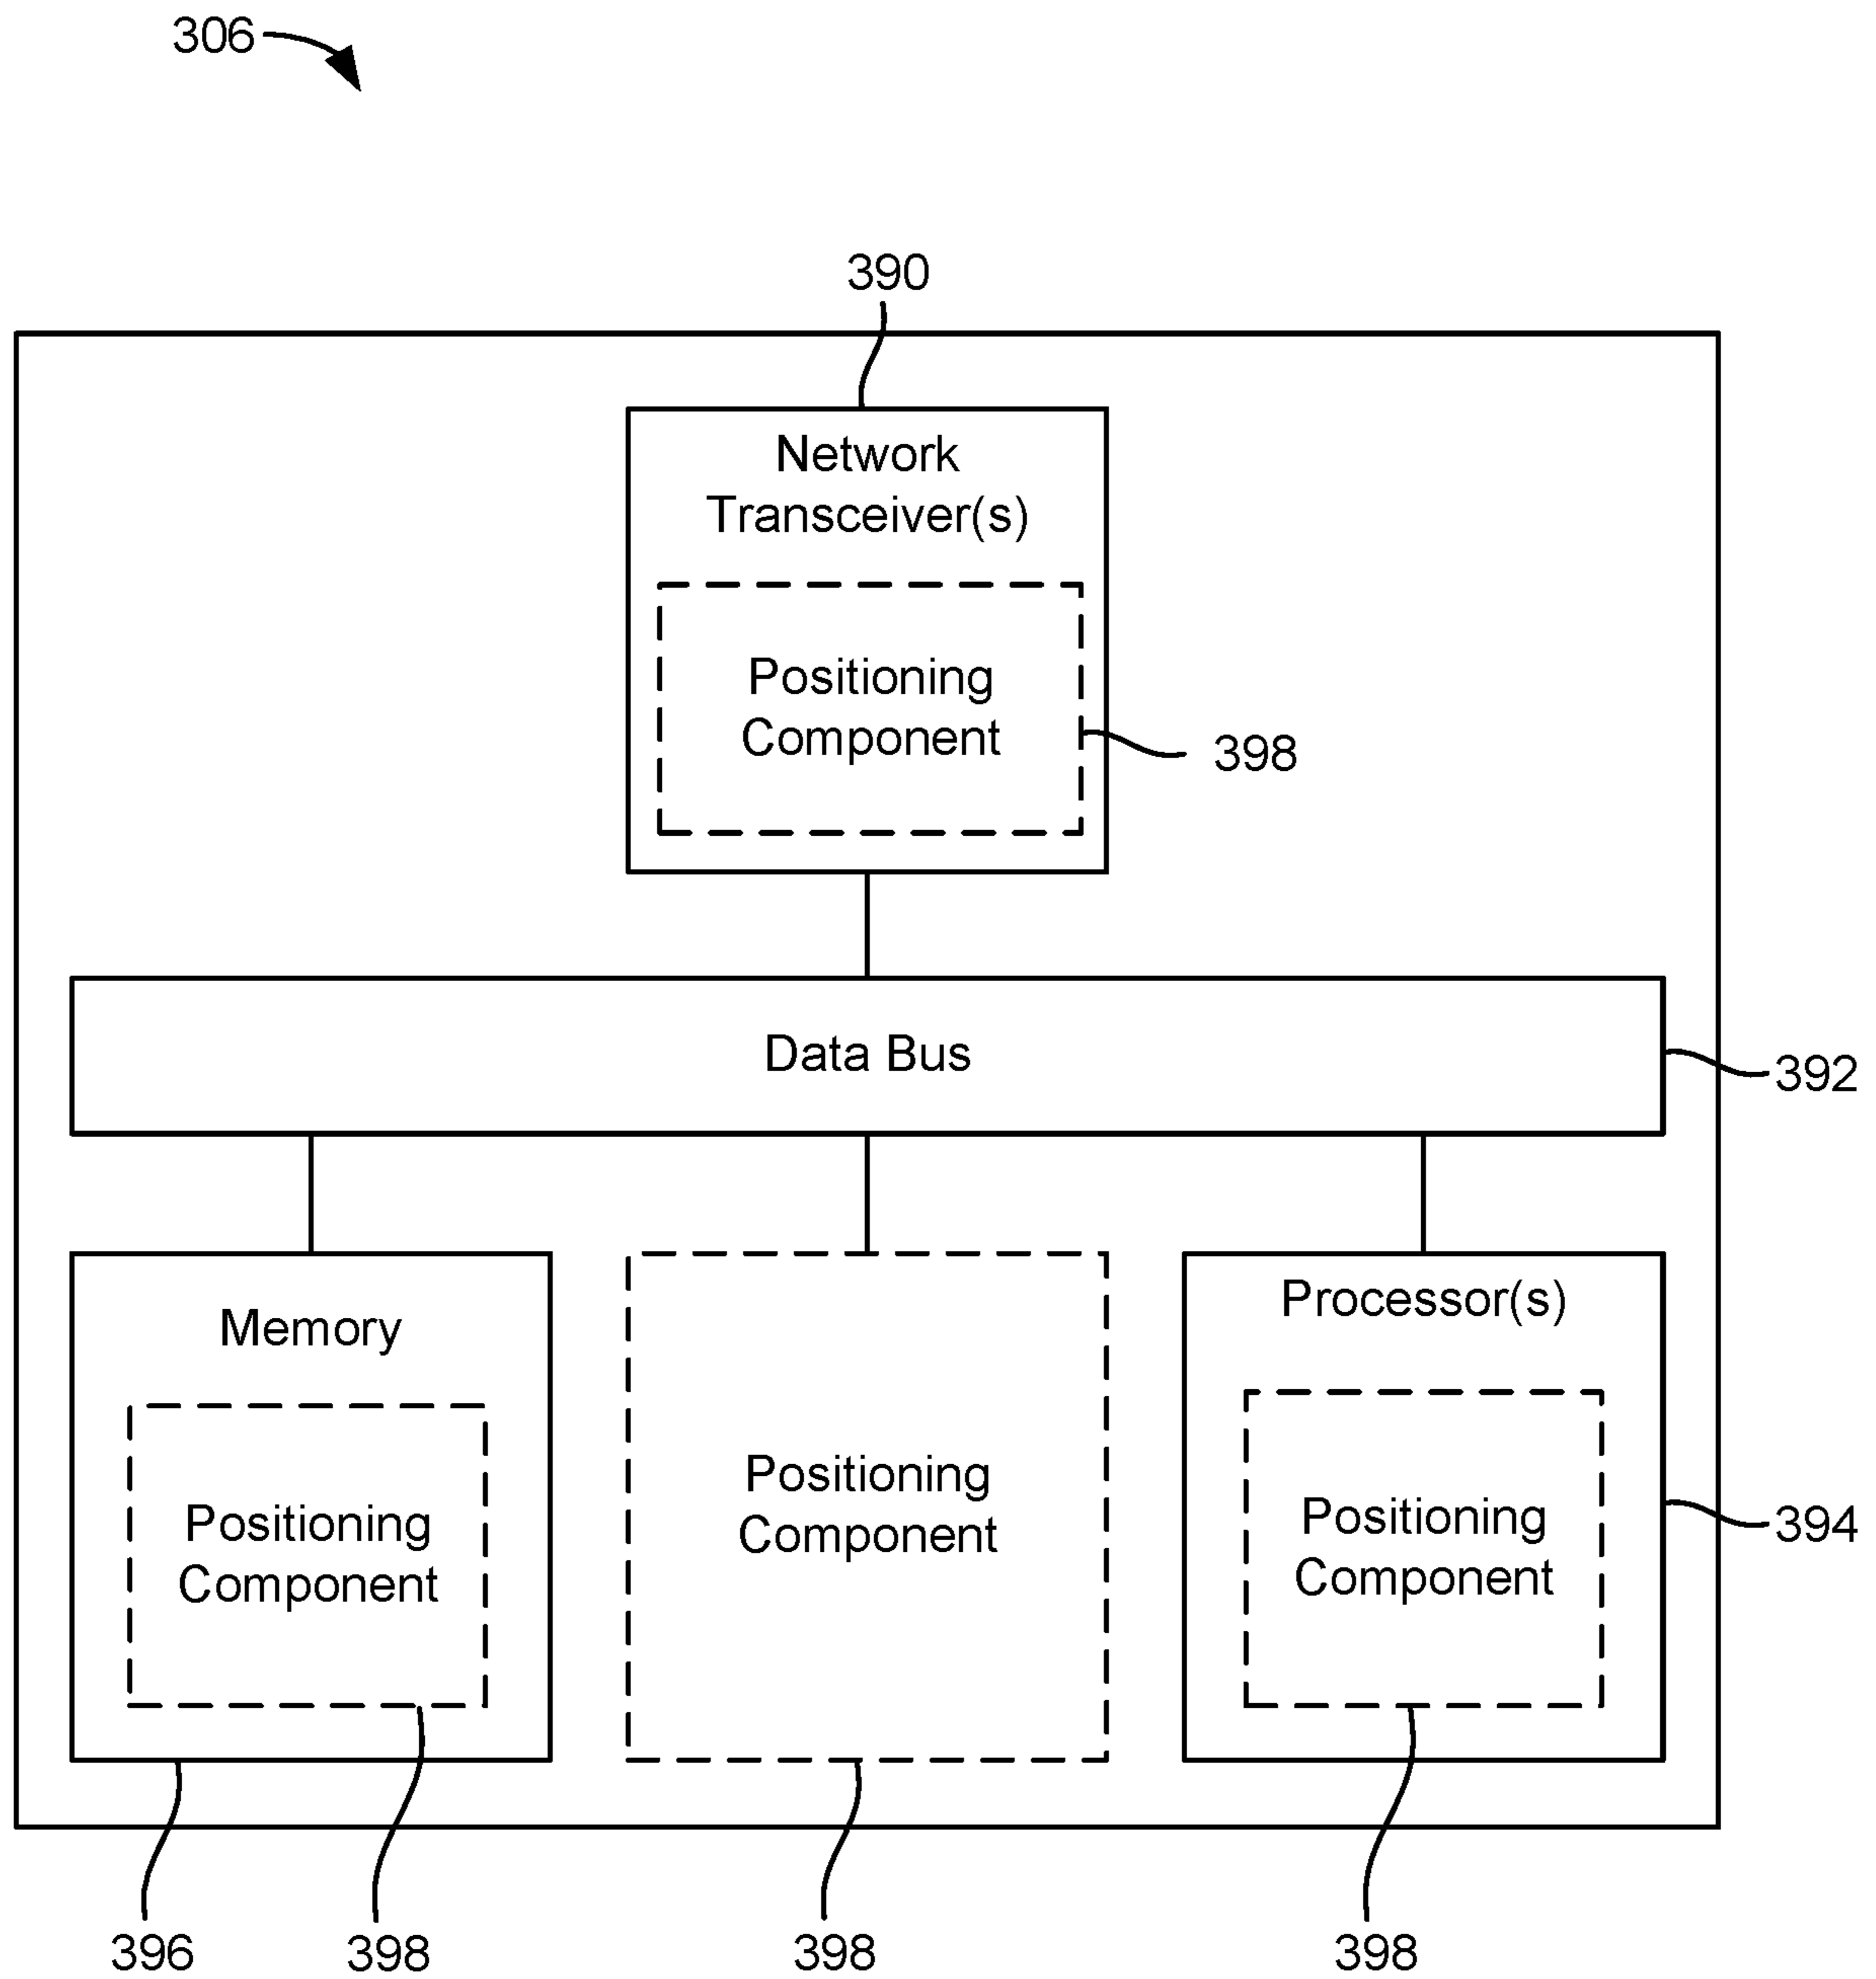 306
390
Network
Transceiver(s)
Positioning
Component
398
Data Bus
392
Memory
Positioning
Component
Positioning
Component
Processor(s)
Positioning
Component
394
396
398
398
398